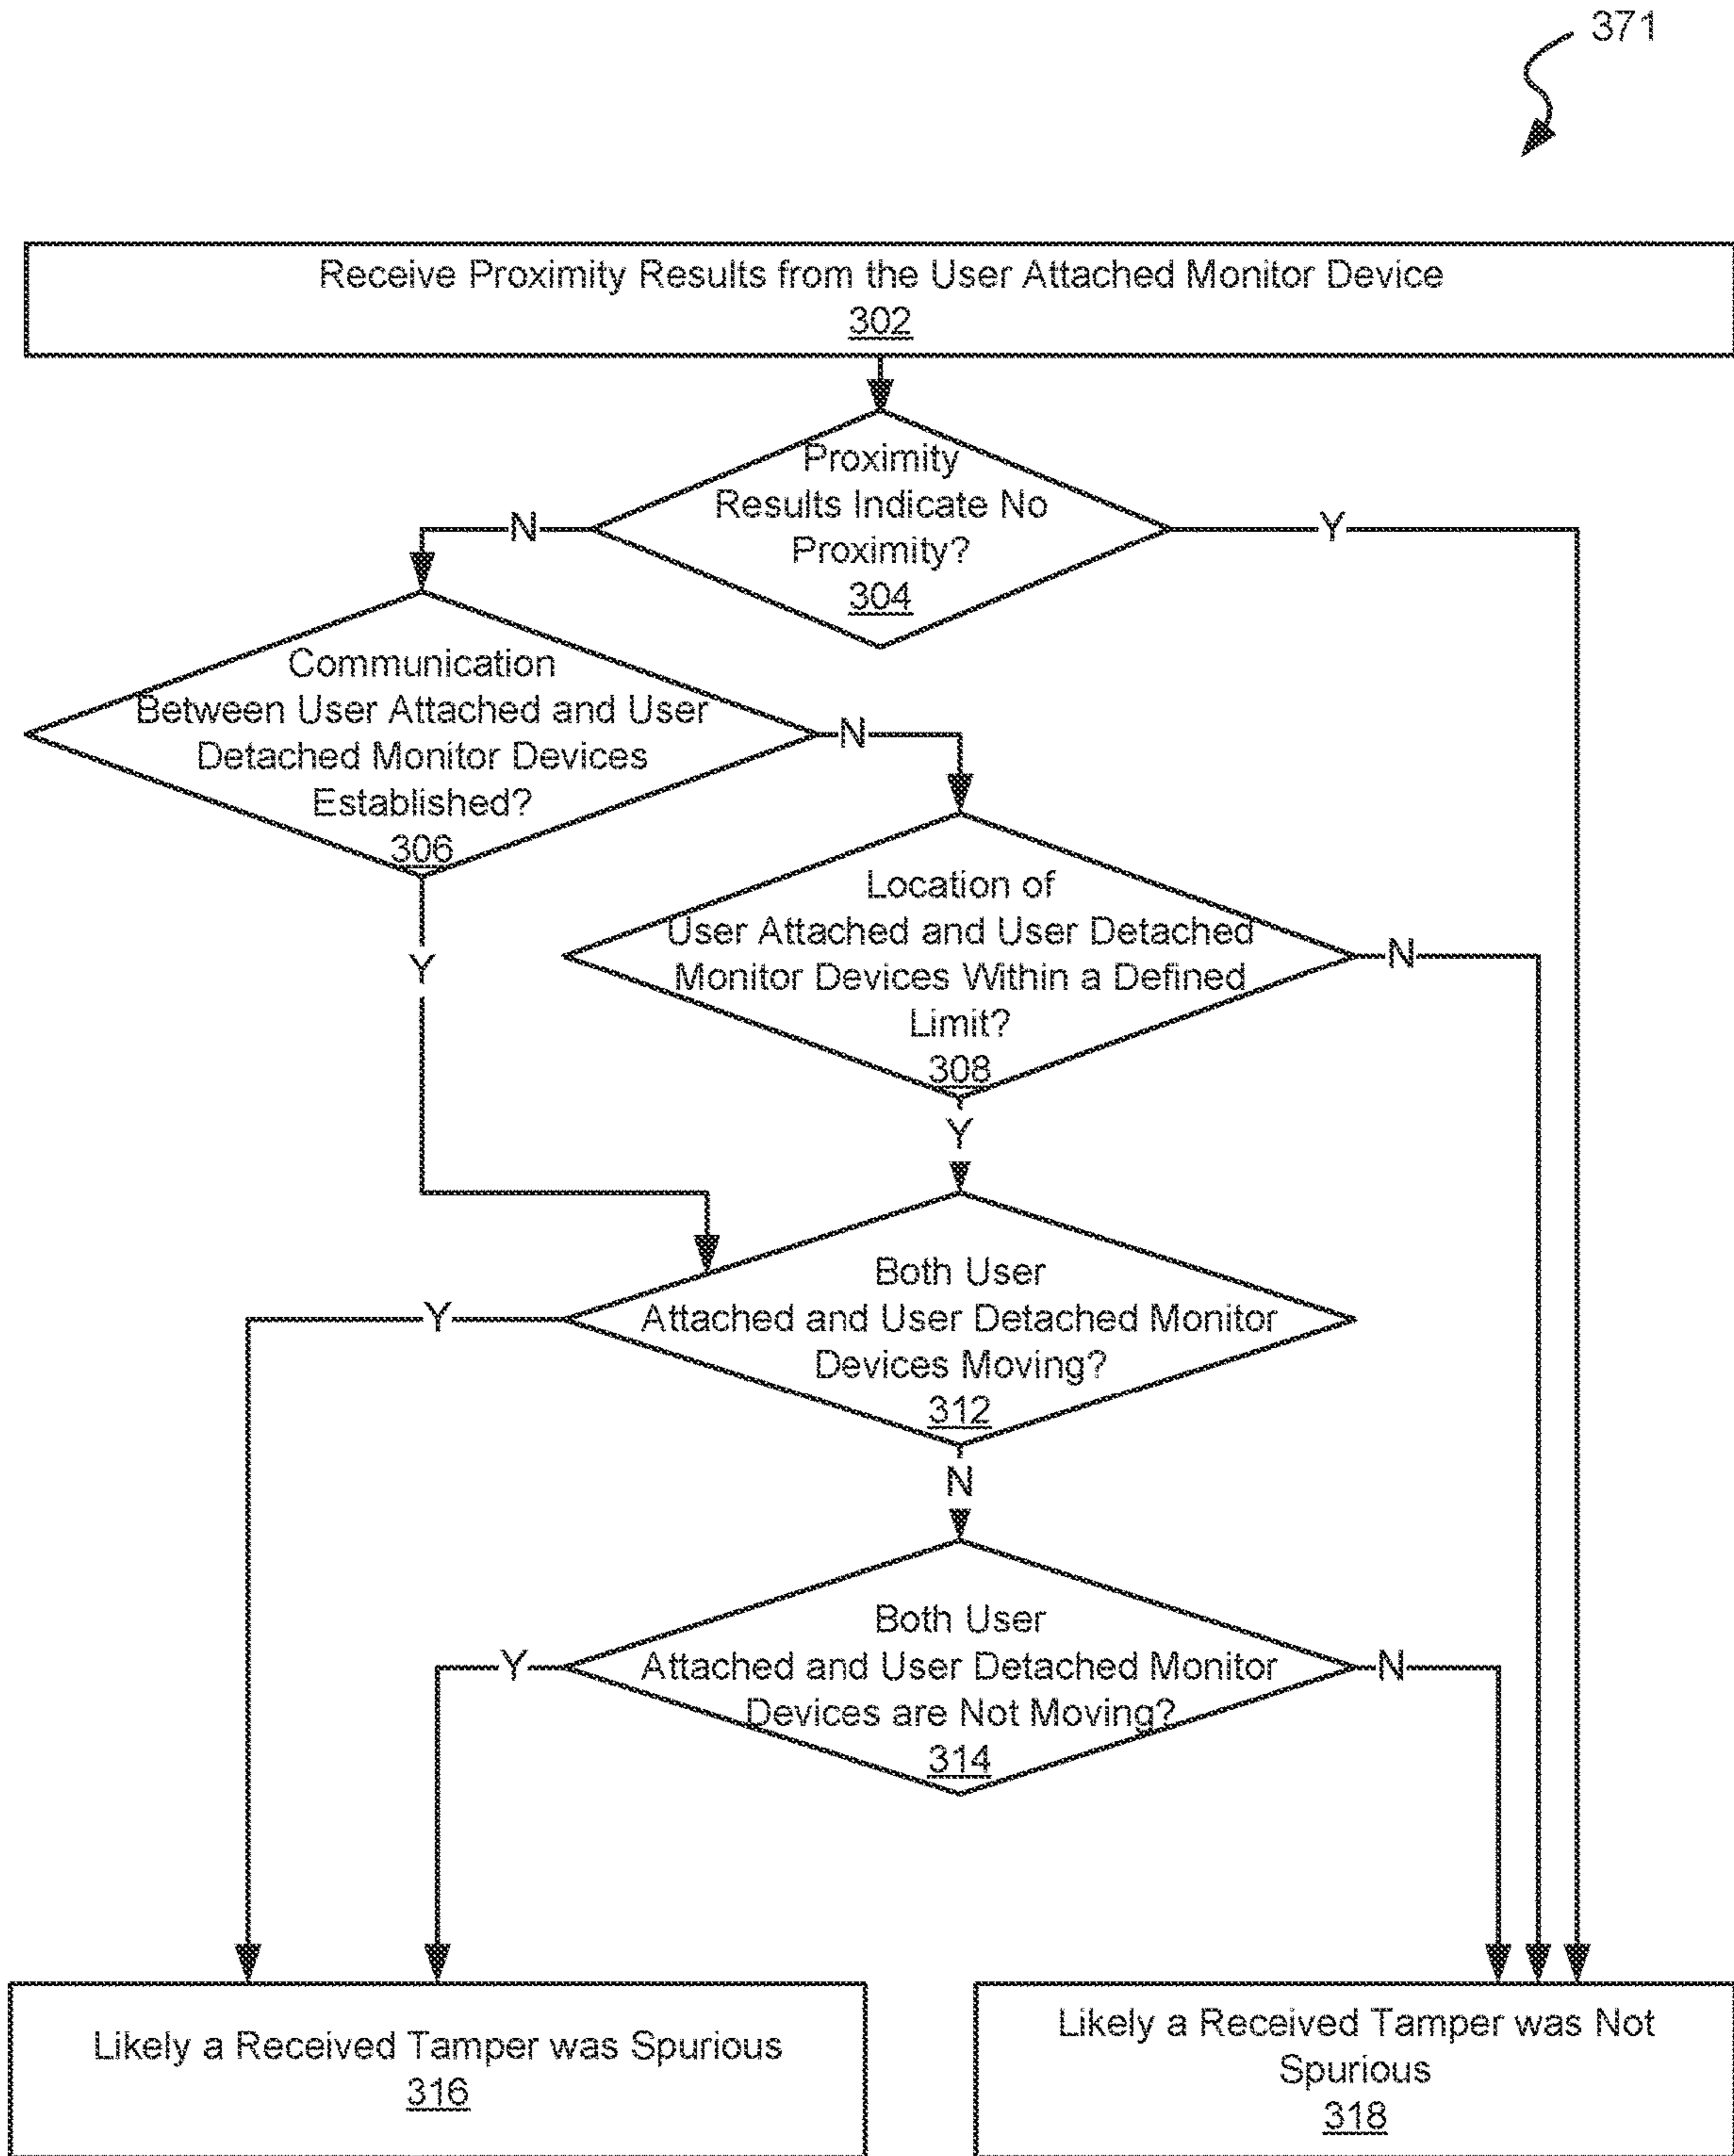 371
Receive Proximity Results from the User Attached Monitor Device
302
Proximity
Results Indicate No
Proximity?
304
N
Y
Communication
Between User Attached and User
Detached Monitor Devices
Established?
306
N
Y
Location of
User Attached and User Detached
Monitor Devices Within a Defined
Limit?
308
N
Y
Both User
Attached and User Detached Monitor
Devices Moving?
312
Y
N
Both User
Attached and User Detached Monitor
Devices are Not Moving?
314
Y
N
Likely a Received Tamper was Spurious
316
Likely a Received Tamper was Not
Spurious
318